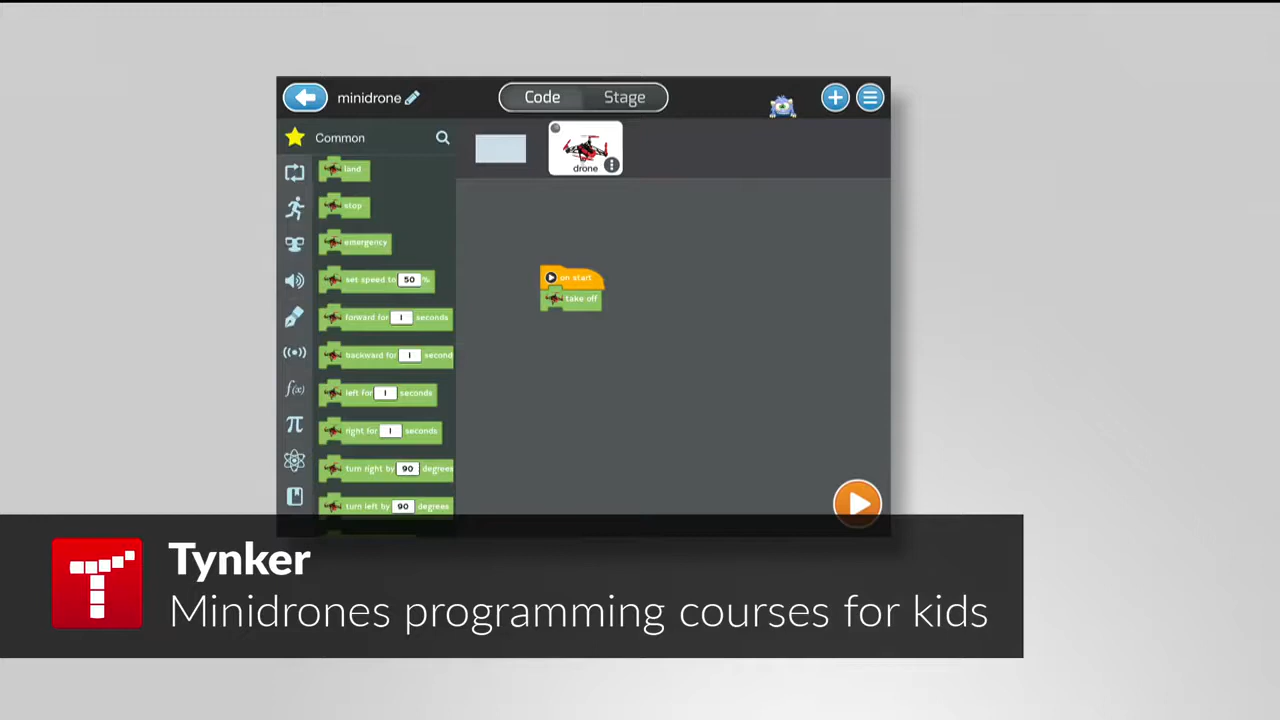 minidrone
Code
Stage
Common
drone
land
stop
emergency
set speed to 50 %
forward for 1 seconds
backward for 1 second
left for 1 seconds
right for 1 seconds
turn right by 90 degrees
turn left by 90 degrees
f(x)
π
on start
take off
Tynker
Minidrones programming courses for kids